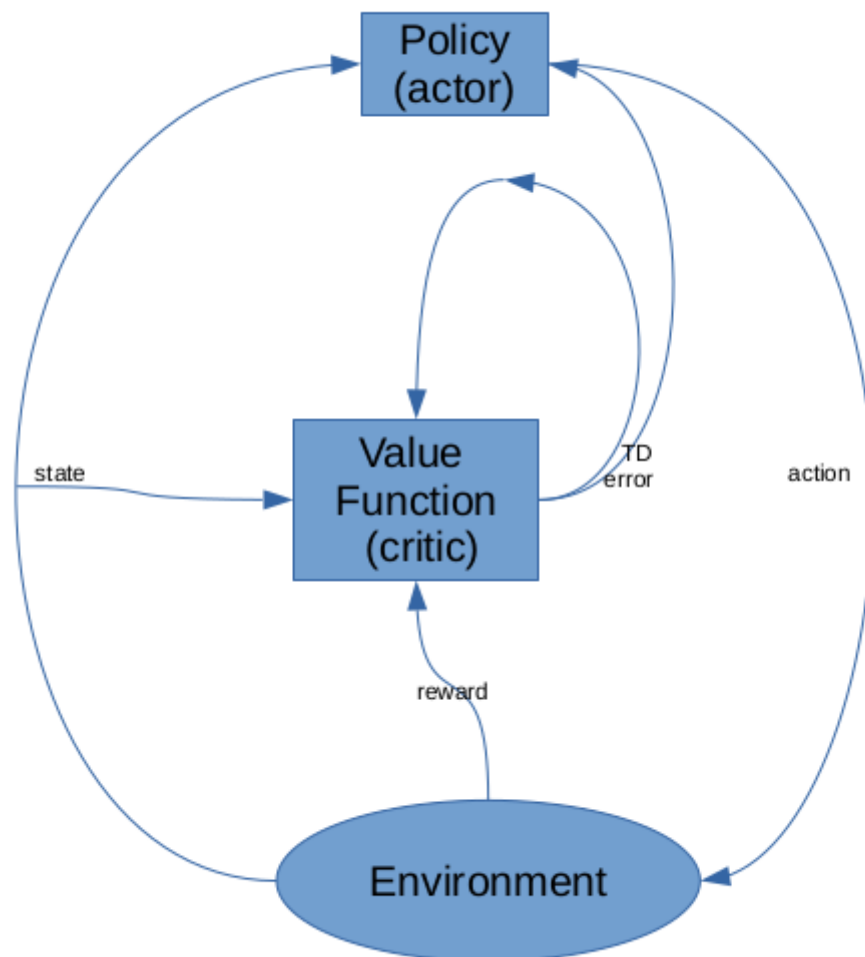 Policy
(actor)
Value
Function
(critic)
TD
error
state
action
reward
Environment